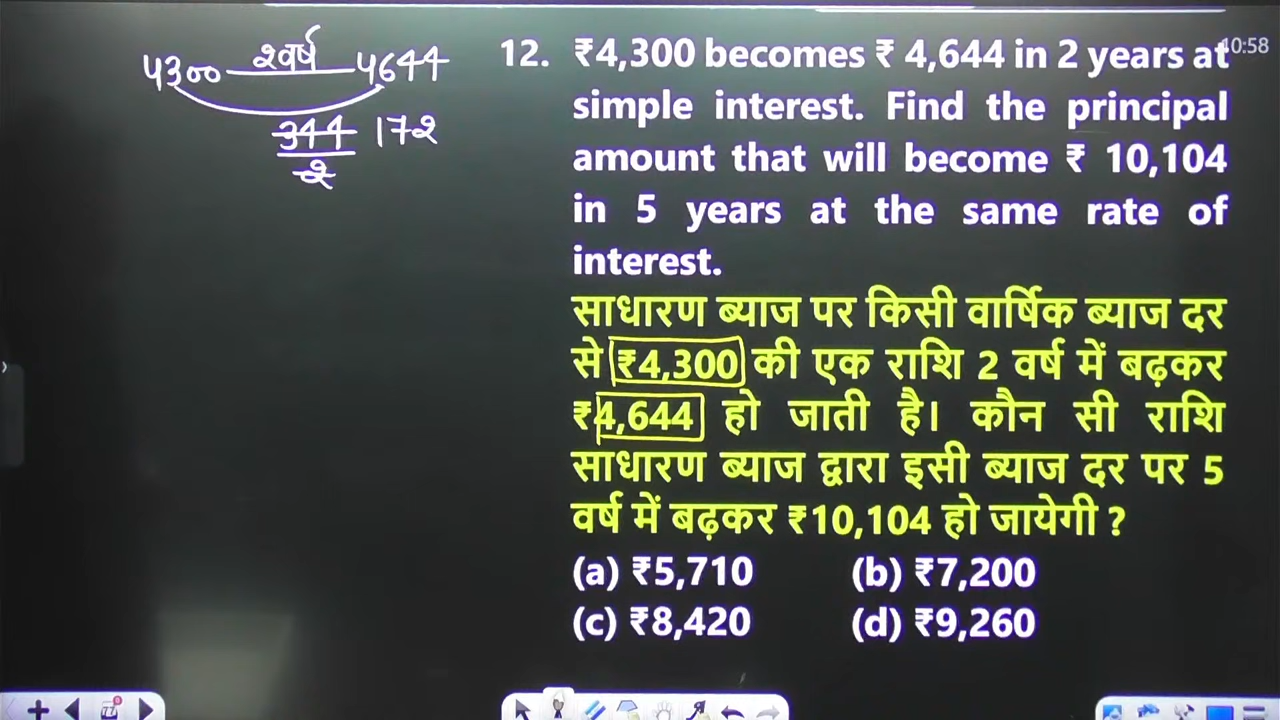 4300 २वर्ष 4644
344 172
२
10:58
12. ₹4,300 becomes ₹ 4,644 in 2 years at
simple interest. Find the principal
amount that will become ₹ 10,104
in 5 years at the same rate of
interest.
साधारण ब्याज पर किसी वार्षिक ब्याज दर
से ₹4,300 की एक राशि 2 वर्ष में बढ़कर
₹4,644 हो जाती है। कौन सी राशि
साधारण ब्याज द्वारा इसी ब्याज दर पर 5
वर्ष में बढ़कर ₹10,104 हो जायेगी ?
(a) ₹5,710 (b) ₹7,200
(c) ₹8,420 (d) ₹9,260